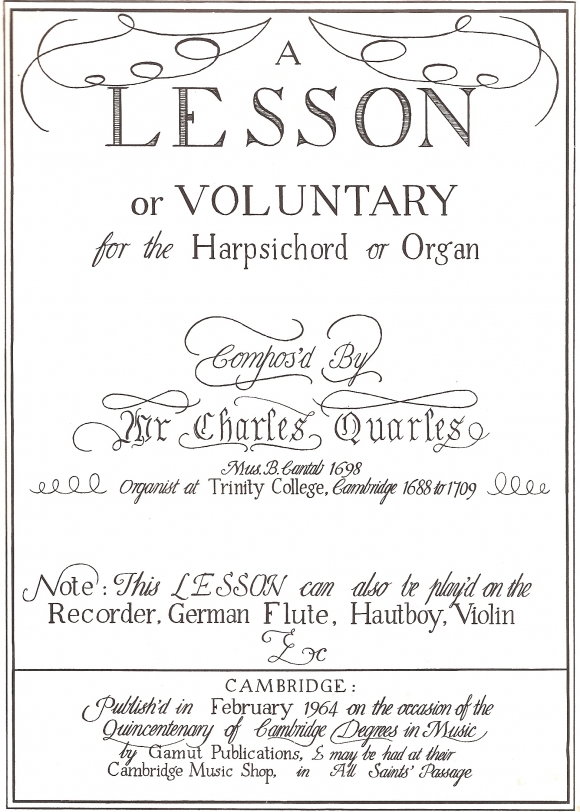 A
LESSON
or VOLUNTARY
for the Harpsichord or Organ
Compos'd By
Mr Charles Quarles
Mus.B. Cantab 1698
Organist at Trinity College, Cambridge 1688 to 1709
Note: This LESSON can also be play'd on the
Recorder, German Flute, Hautboy, Violin
&c
CAMBRIDGE:
Publish'd in February 1964 on the occasion of the
Quincentenary of Cambridge Degrees in Music
by Gamut Publications, & may be had at their
Cambridge Music Shop, in All Saints' Passage